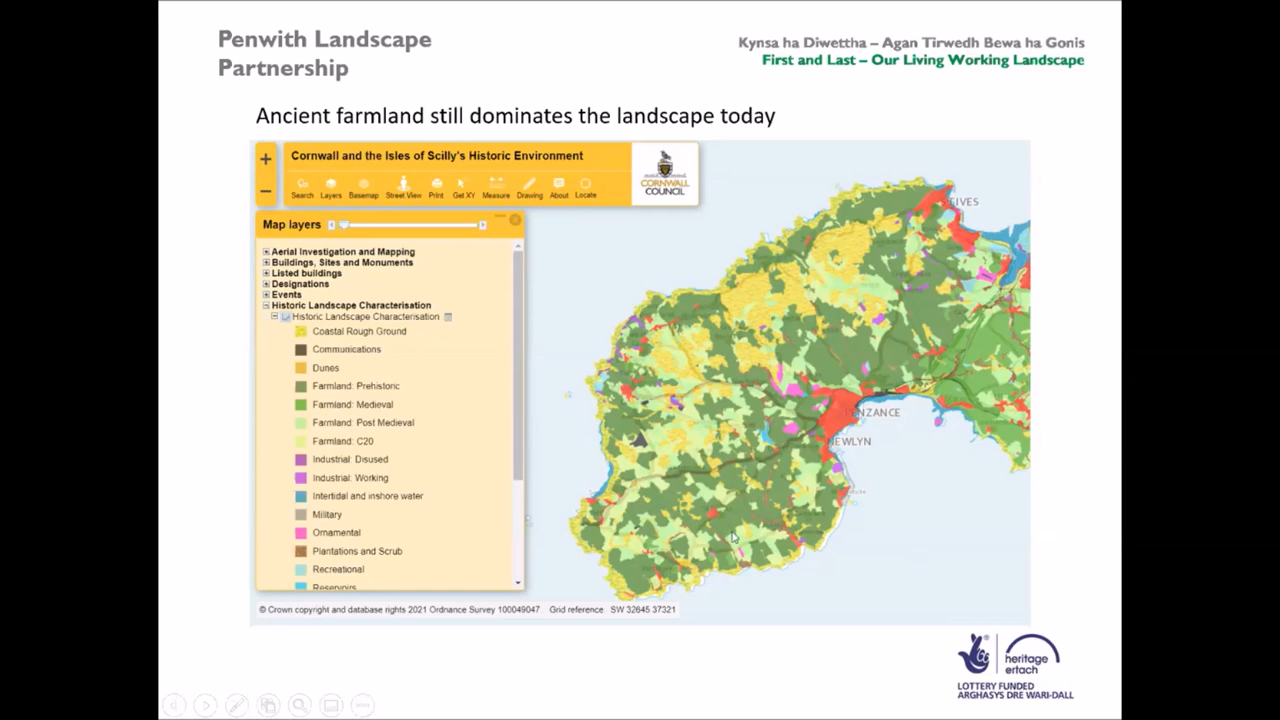 Penwith Landscape
Partnership
Kynsa ha Diwettha – Agan Tirwedh Bewa ha Gonis
First and Last – Our Living Working Landscape
Ancient farmland still dominates the landscape today
+
−
Cornwall and the Isles of Scilly's Historic Environment
Search Layers Basemap Street View Print Get XY Measure Drawing About Locate
CORNWALL
COUNCIL
Map layers
Aerial Investigation and Mapping
Buildings, Sites and Monuments
Listed buildings
Designations
Events
Historic Landscape Characterisation
Historic Landscape Characterisation
Coastal Rough Ground
Communications
Dunes
Farmland: Prehistoric
Farmland: Medieval
Farmland: Post Medieval
Farmland: C20
Industrial: Disused
Industrial: Working
Intertidal and inshore water
Military
Ornamental
Plantations and Scrub
Recreational
Reservoirs
ST IVES
PENZANCE
NEWLYN
© Crown copyright and database rights 2021 Ordnance Survey 100049047 Grid reference: SW 32645 37321
heritage
ertach
LOTTERY FUNDED
ARGHASYS DRE WARI-DALL